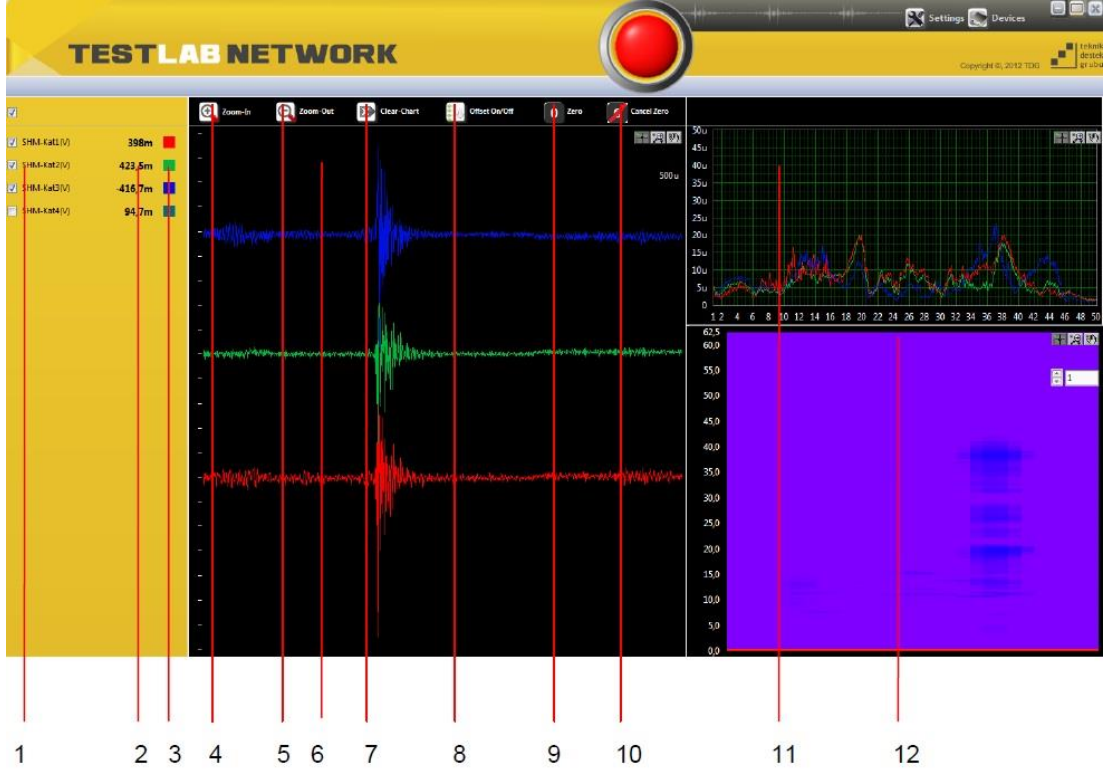 Settings Devices
TESTLAB NETWORK
Copyright ©, 2012 TDG
teknik
destek
grubu
Zoom-In Zoom-Out Clear-Chart Offset On/Off 0 Zero Cancel Zero
SHM-Kat1(V) 398m
SHM-Kat2(V) 423,5m
SHM-Kat3(V) -416,7m
SHM-Kat4(V) 94,7m
500u
50u
45u
40u
35u
30u
25u
20u
15u
10u
5u
0
1 2 4 6 8 10 12 14 16 18 20 22 24 26 28 30 32 34 36 38 40 42 44 46 48 50
62,5
60,0
55,0
50,0
45,0
40,0
35,0
30,0
25,0
20,0
15,0
10,0
5,0
0,0
1
1 2 3 4 5 6 7 8 9 10 11 12